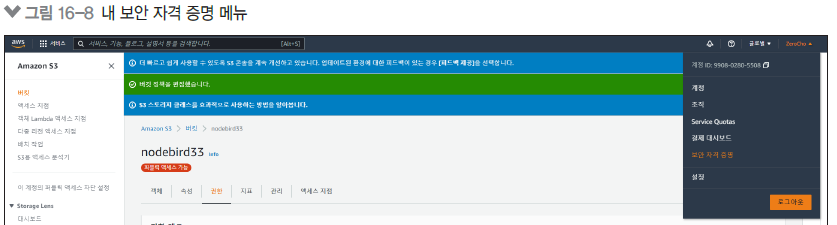 그림 16-8 내 보안 자격 증명 메뉴
aws 서비스 서비스, 기능, 블로그, 설명서 등을 검색합니다. [Alt+S] 글로벌 ZeroCho
Amazon S3
버킷
액세스 지점
객체 Lambda 액세스 지점
다중 리전 액세스 지점
배치 작업
S3용 액세스 분석기
이 계정의 퍼블릭 액세스 차단 설정
Storage Lens
대시보드
더 빠르고 쉽게 사용할 수 있도록 S3 콘솔을 계속 개선하고 있습니다. 업데이트된 환경에 대한 피드백이 있는 경우 [피드백 제공]을 선택합니다.
버킷 정책을 편집했습니다.
S3 스토리지 클래스를 효과적으로 사용하는 방법을 알아봅니다.
Amazon S3 > 버킷 > nodebird33
nodebird33 Info
퍼블릭 액세스 가능
객체 속성 권한 지표 관리 액세스 지점
계정 ID: 9908-0280-5508
계정
조직
Service Quotas
결제 대시보드
보안 자격 증명
설정
로그아웃